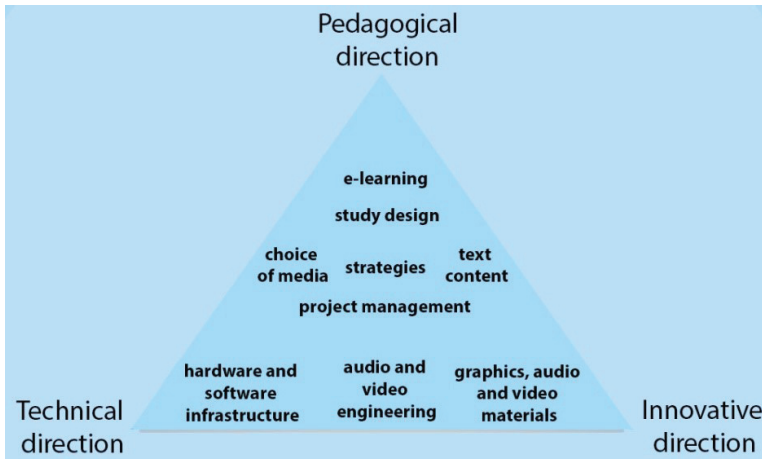 Pedagogical
direction
e-learning
study design
choice
of media
strategies
text
content
project management
hardware and
software
infrastructure
audio and
video
engineering
graphics, audio
and video
materials
Technical
direction
Innovative
direction